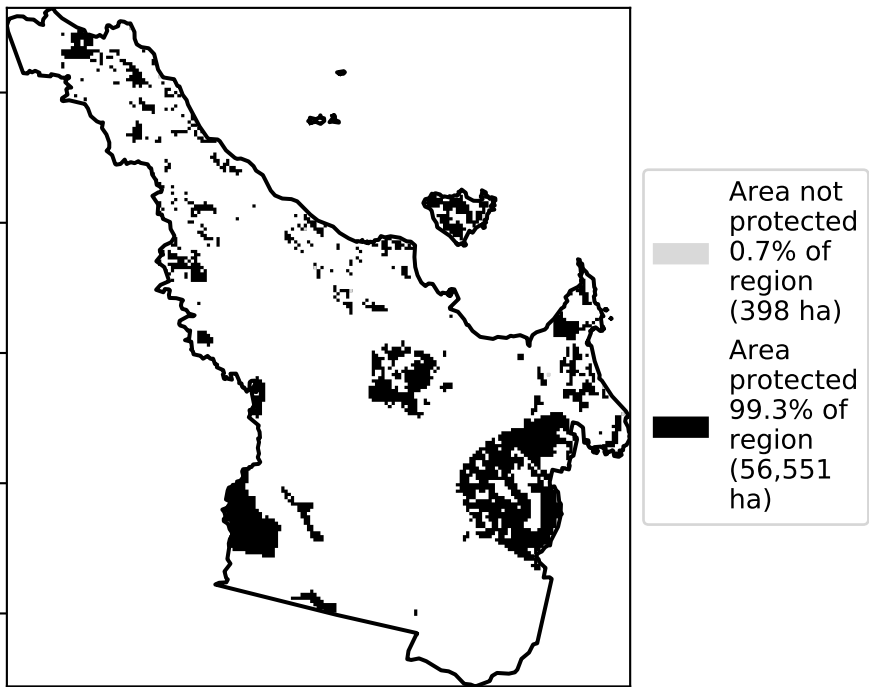 Area not
protected
0.7% of
region
(398 ha)
Area
protected
99.3% of
region
(56,551
ha)